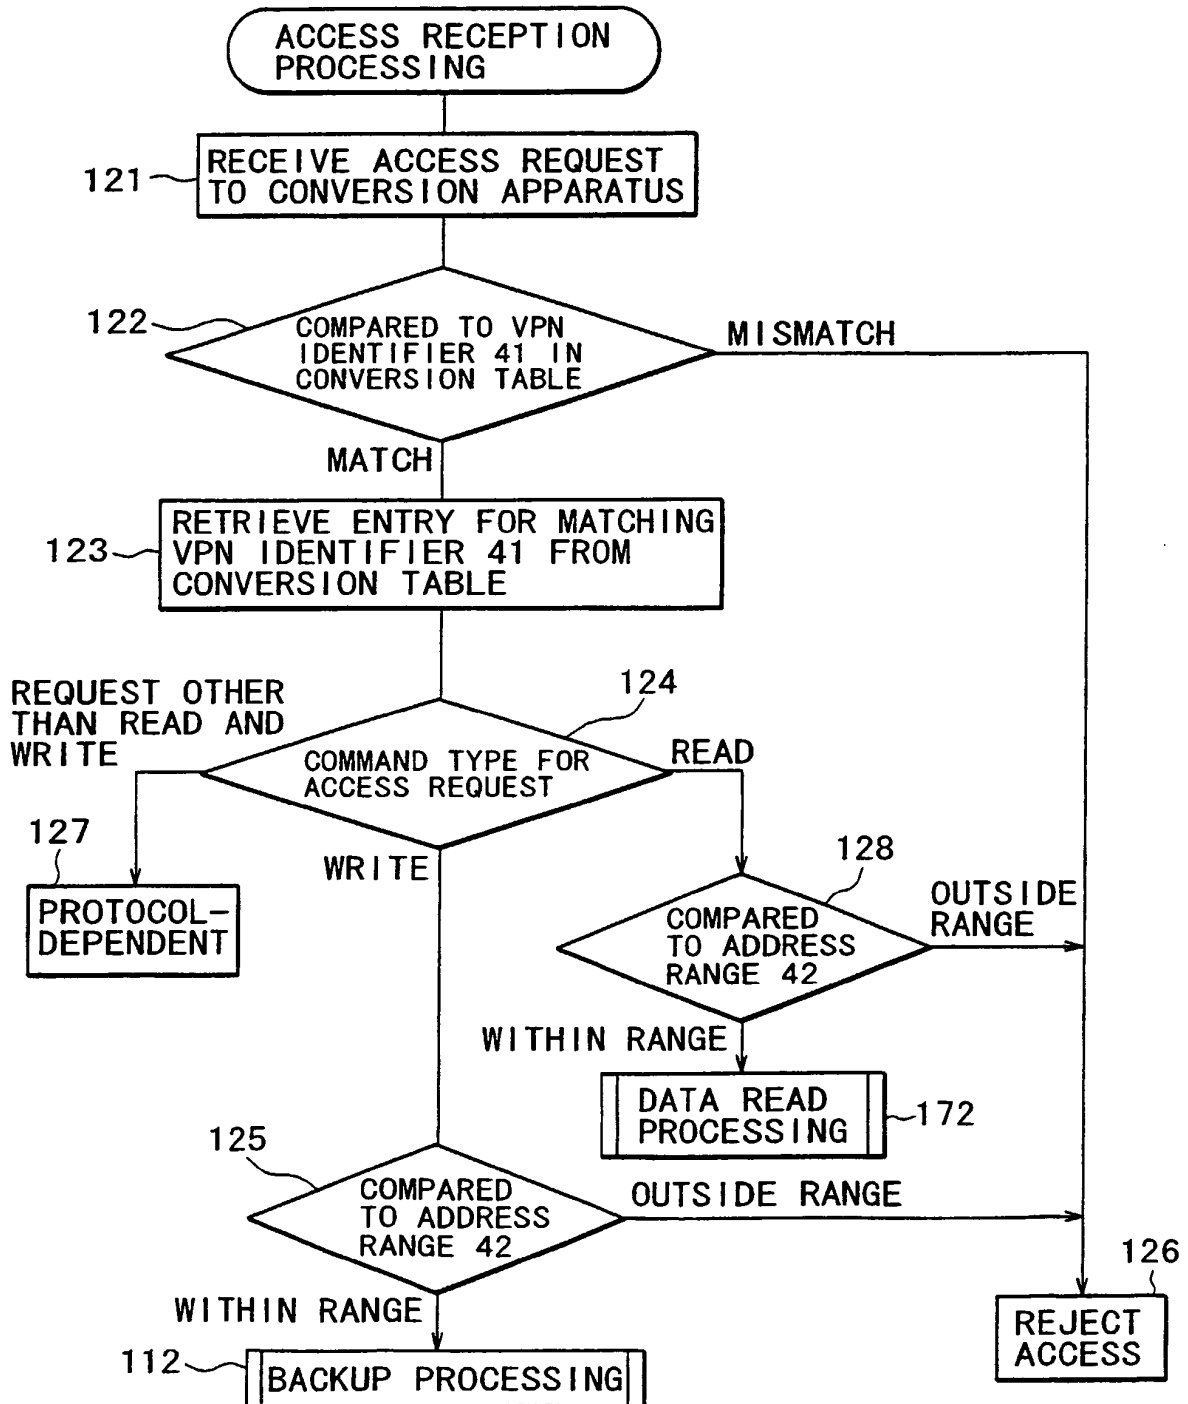 ACCESS RECEPTION
PROCESSING
121
RECEIVE ACCESS REQUEST
TO CONVERSION APPARATUS
122
COMPARED TO VPN
IDENTIFIER 41 IN
CONVERSION TABLE
MISMATCH
MATCH
123
RETRIEVE ENTRY FOR MATCHING
VPN IDENTIFIER 41 FROM
CONVERSION TABLE
REQUEST OTHER
THAN READ AND
WRITE
124
COMMAND TYPE FOR
ACCESS REQUEST
READ
127
PROTOCOL-
DEPENDENT
WRITE
128
COMPARED
TO ADDRESS
RANGE 42
OUTSIDE
RANGE
WITHIN RANGE
DATA READ
PROCESSING
172
125
COMPARED
TO ADDRESS
RANGE 42
OUTSIDE RANGE
WITHIN RANGE
126
REJECT
ACCESS
112
BACKUP PROCESSING